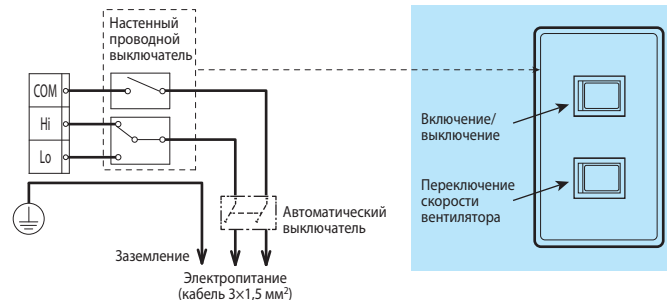 Настенный
проводной
выключатель
COM
Hi
Lo
Включение/
выключение
Переключение
скорости
вентилятора
Автоматический
выключатель
Заземление
Электропитание
(кабель 3×1,5 мм²)